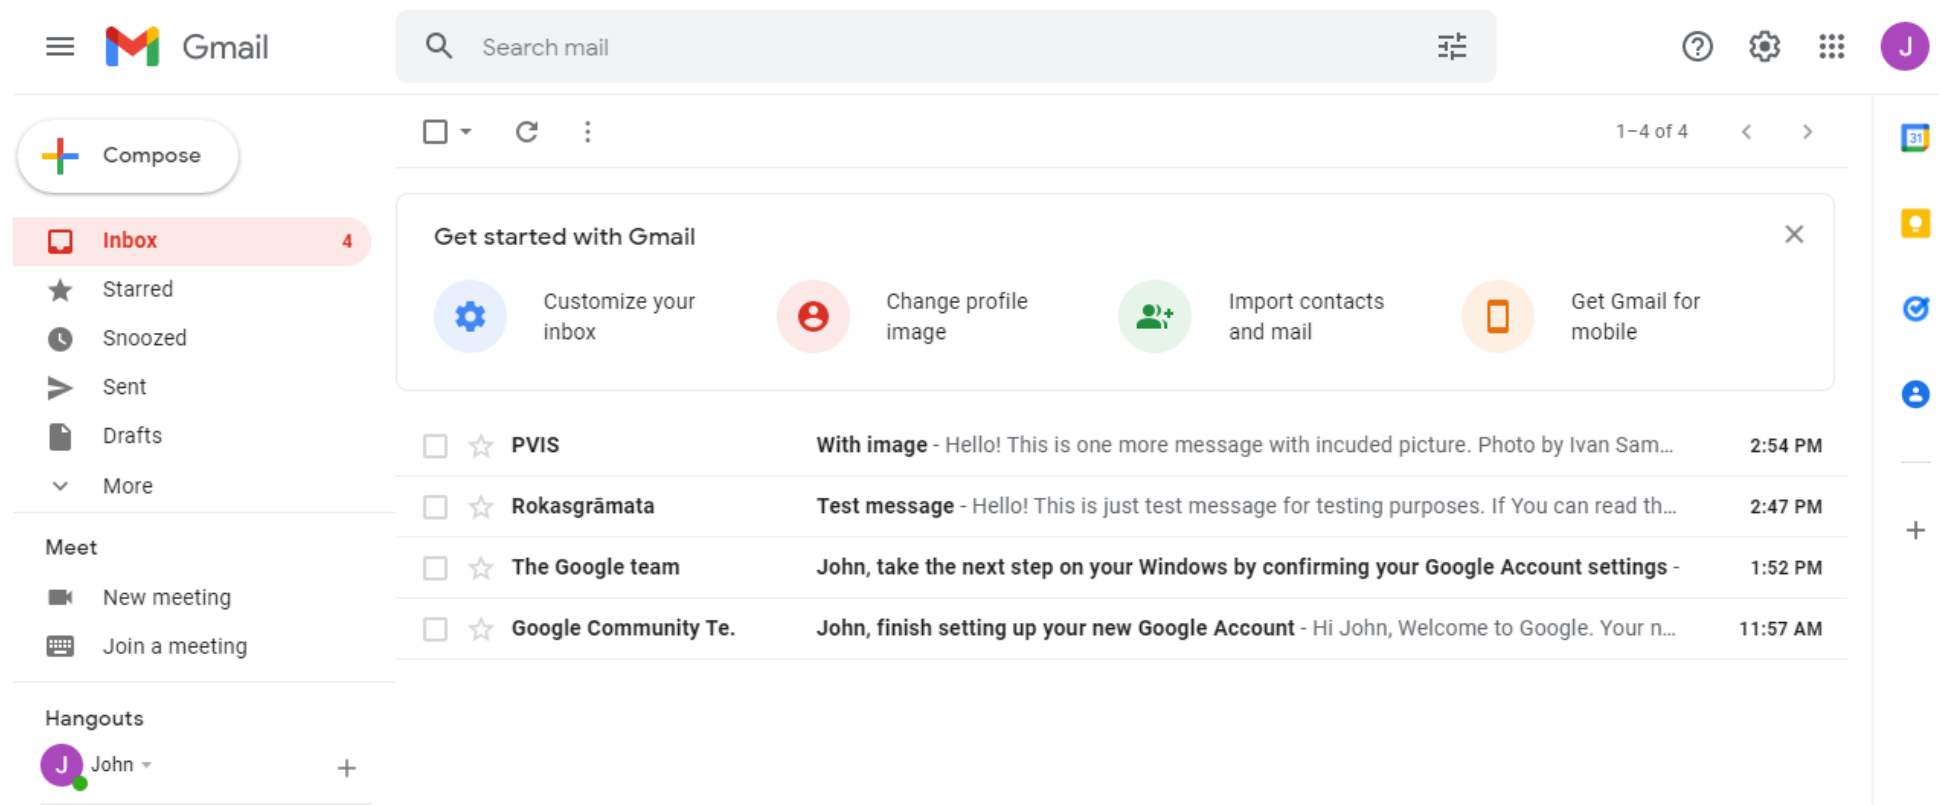 Gmail
Search mail
J
Compose
1–4 of 4
31
Inbox 4
Starred
Snoozed
Sent
Drafts
More
Get started with Gmail
Customize your
inbox
Change profile
image
Import contacts
and mail
Get Gmail for
mobile
PVIS With image - Hello! This is one more message with incuded picture. Photo by Ivan Sam... 2:54 PM
Rokasgrāmata Test message - Hello! This is just test message for testing purposes. If You can read th... 2:47 PM
The Google team John, take the next step on your Windows by confirming your Google Account settings - 1:52 PM
Google Community Te. John, finish setting up your new Google Account - Hi John, Welcome to Google. Your n... 11:57 AM
Meet
New meeting
Join a meeting
Hangouts
J John